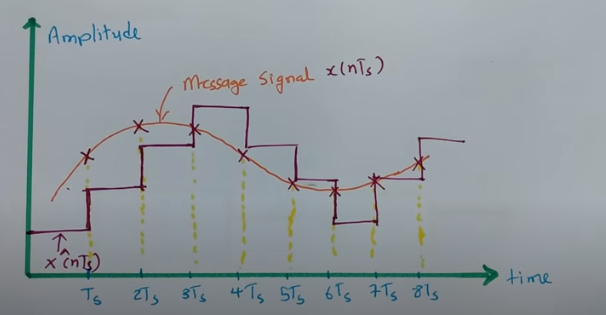 Amplitude
Message Signal x(nTs)
x̂(nTs)
Ts 2Ts 3Ts 4Ts 5Ts 6Ts 7Ts 8Ts
time